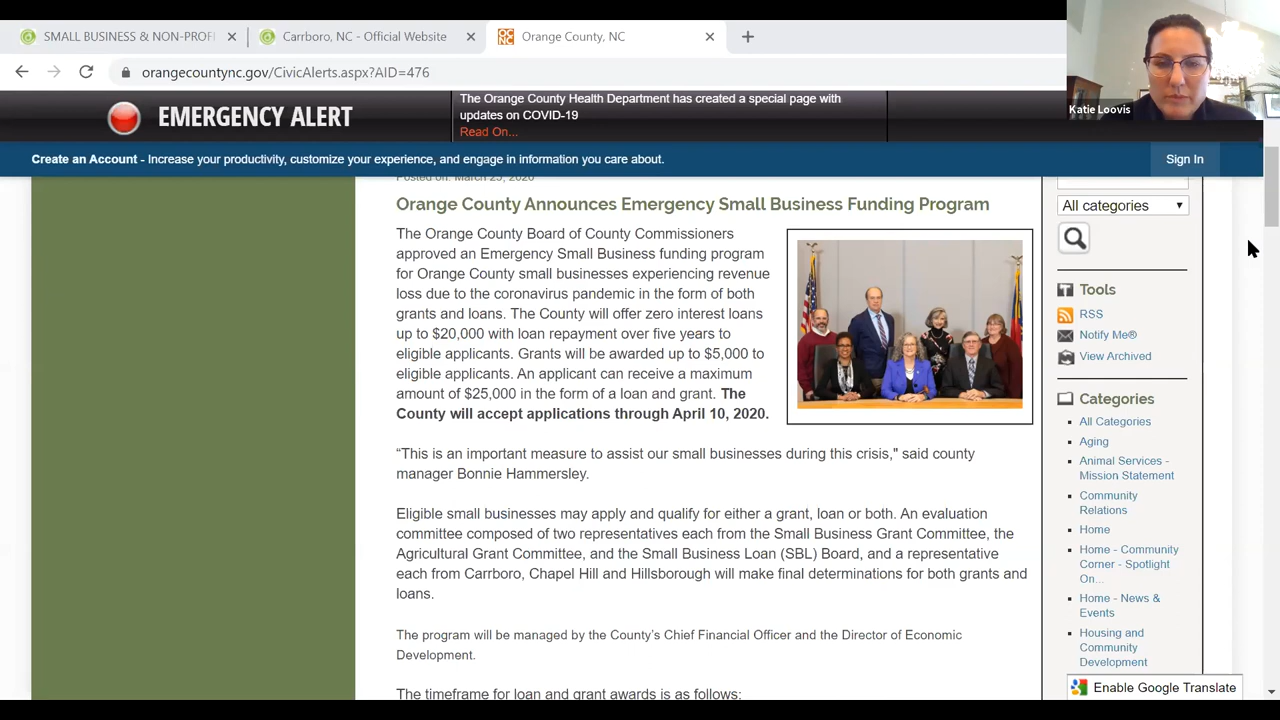 SMALL BUSINESS & NON-PROFI
Carrboro, NC - Official Website
Orange County, NC
orangecountync.gov/CivicAlerts.aspx?AID=476
Katie Loovis
EMERGENCY ALERT
The Orange County Health Department has created a special page with
updates on COVID-19
Read On...
Create an Account - Increase your productivity, customize your experience, and engage in information you care about.
Sign In
Posted on: March 25, 2020
Orange County Announces Emergency Small Business Funding Program
The Orange County Board of County Commissioners
approved an Emergency Small Business funding program
for Orange County small businesses experiencing revenue
loss due to the coronavirus pandemic in the form of both
grants and loans. The County will offer zero interest loans
up to $20,000 with loan repayment over five years to
eligible applicants. Grants will be awarded up to $5,000 to
eligible applicants. An applicant can receive a maximum
amount of $25,000 in the form of a loan and grant. The
County will accept applications through April 10, 2020.
“This is an important measure to assist our small businesses during this crisis," said county
manager Bonnie Hammersley.
Eligible small businesses may apply and qualify for either a grant, loan or both. An evaluation
committee composed of two representatives each from the Small Business Grant Committee, the
Agricultural Grant Committee, and the Small Business Loan (SBL) Board, and a representative
each from Carrboro, Chapel Hill and Hillsborough will make final determinations for both grants and
loans.
The program will be managed by the County’s Chief Financial Officer and the Director of Economic
Development.
The timeframe for loan and grant awards is as follows:
All categories
Tools
RSS
Notify Me®
View Archived
Categories
All Categories
Aging
Animal Services -
Mission Statement
Community
Relations
Home
Home - Community
Corner - Spotlight
On...
Home - News &
Events
Housing and
Community
Development
Enable Google Translate